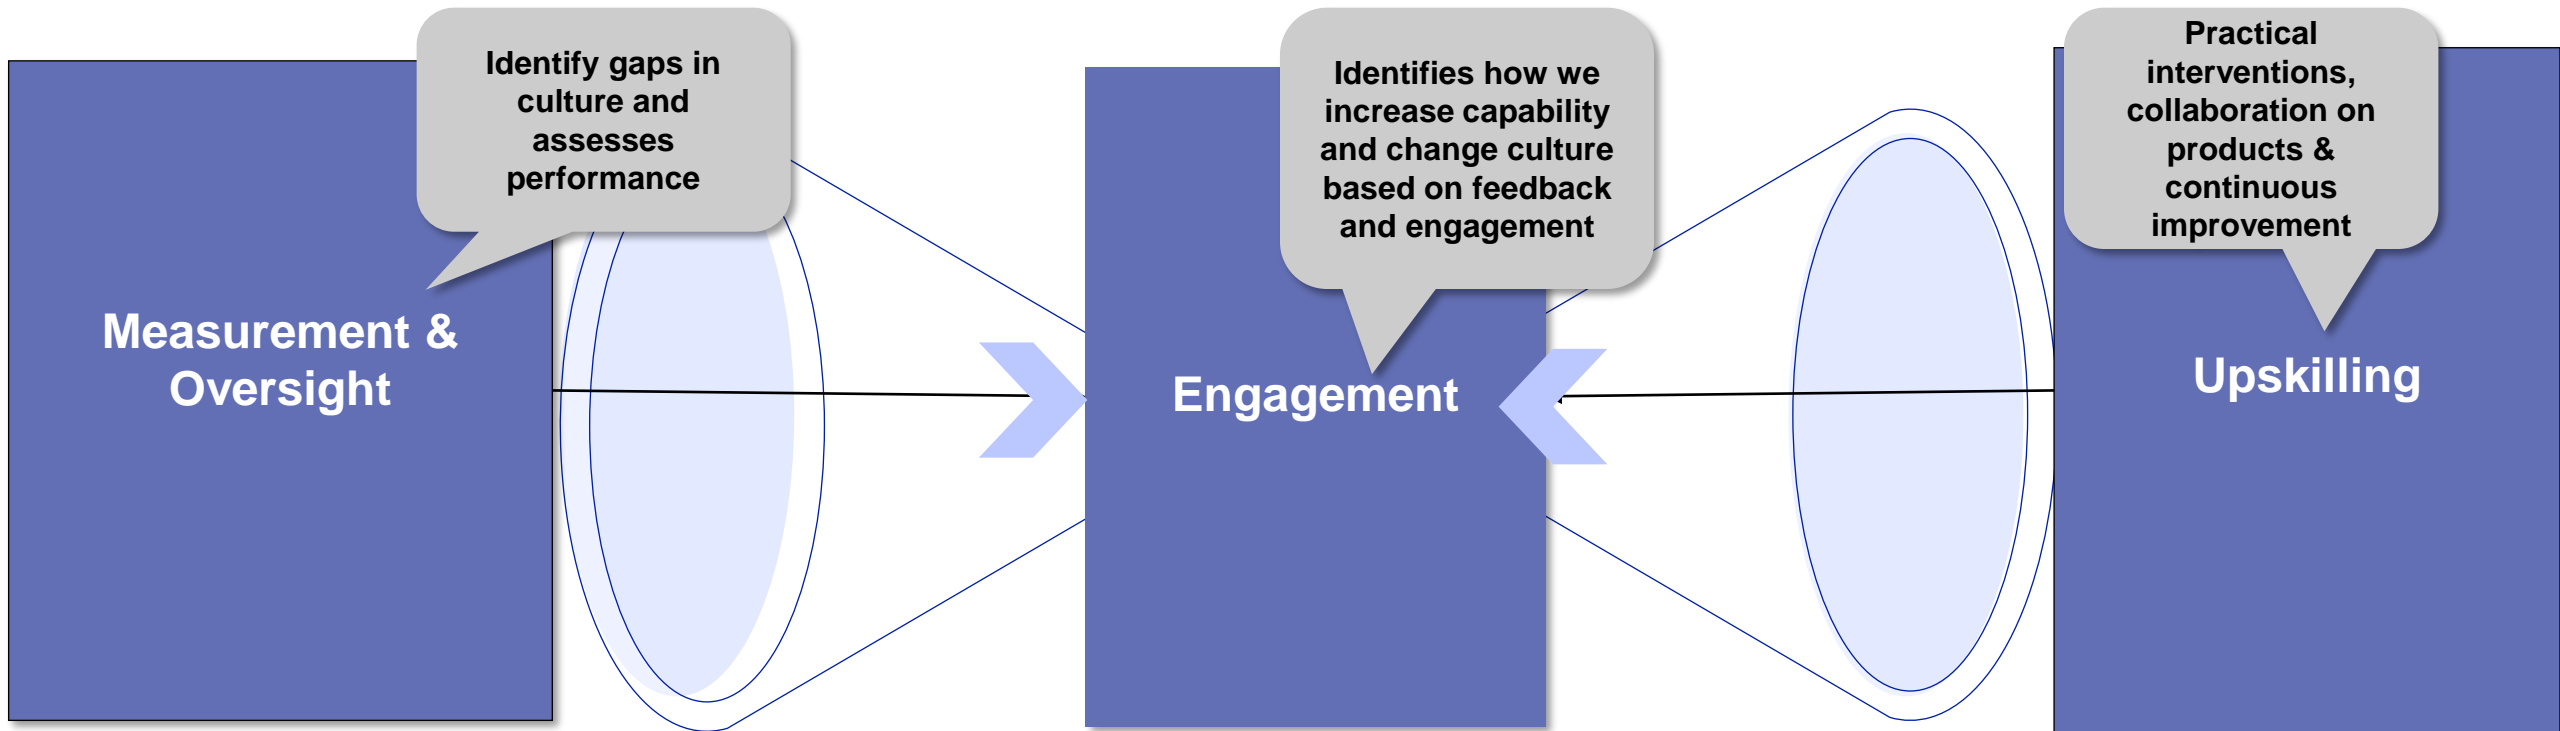 Identify gaps in
culture and
assesses
performance
Measurement &
Oversight
Identifies how we
increase capability
and change culture
based on feedback
and engagement
Engagement
Practical
interventions,
collaboration on
products &
continuous
improvement
Upskilling